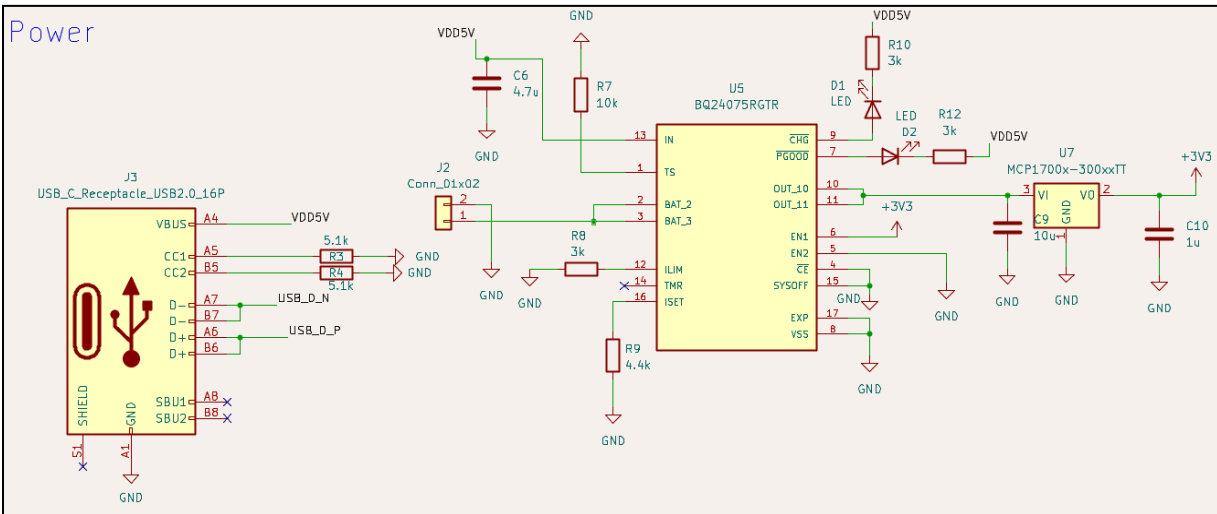 Power
J3
USB_C_Receptacle_USB2.0_16P
VBUS A4 VDD5V
CC1 A5 5.1k R3 GND
CC2 B5 R4 5.1k GND
D- A7 USB_D_N
D- B7
D+ A6 USB_D_P
D+ B6
SBU1 A8
SBU2 B8
SHIELD S1
GND A1
GND
VDD5V
C6
4.7u
GND
GND
R7
10k
J2
Conn_01x02
2
1
GND
R8
3k
GND
R9
4.4k
GND
U5
BQ24075RGTR
13 IN
1 TS
2 BAT_2
3 BAT_3
12 ILIM
14 TMR
16 ISET
CHG 9
PGOOD 7
OUT_10 10
OUT_11 11
EN1 6
EN2 5
CE 4
SYSOFF 15
EXP 17
VSS 8
VDD5V
R10
3k
D1
LED
LED
D2
R12
3k
VDD5V
+3V3
GND
GND
GND
U7
MCP1700x-300xxTT
3 VI
VO 2
GND
1
GND
C9
10u
GND
+3V3
C10
1u
GND